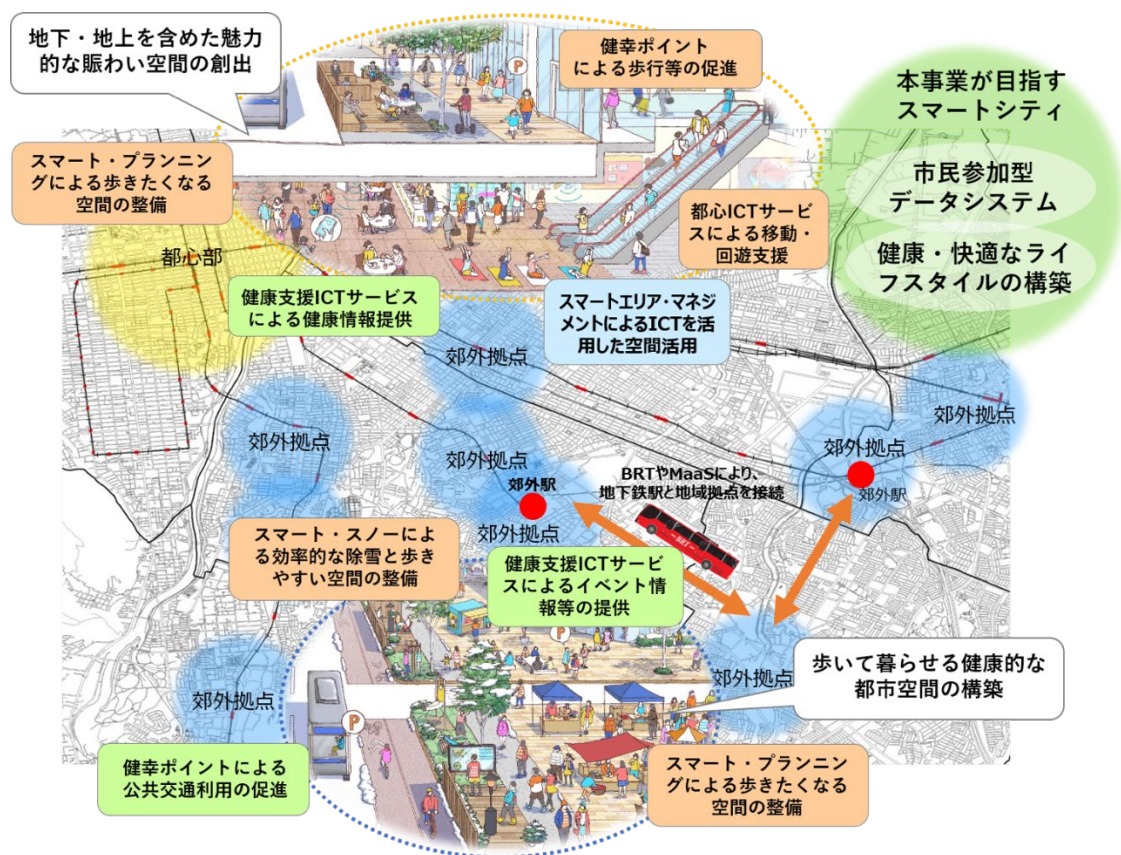 地下・地上を含めた魅力
的な賑わい空間の創出
健幸ポイント
による歩行等の促進
P
本事業が目指す
スマートシティ
市民参加型
データシステム
健康・快適なライ
フスタイルの構築
スマート・プランニン
グによる歩きたくなる
空間の整備
都心ICTサービ
スによる移動・
回遊支援
都心部
健康支援ICTサービス
による健康情報提供
スマートエリア・マネジ
メントによるICTを活
用した空間活用
郊外拠点
郊外拠点
郊外拠点
郊外拠点
郊外拠点
郊外駅
郊外駅
郊外拠点
BRTやMaaSにより、
地下鉄駅と地域拠点を接続
BRT
スマート・スノーによ
る効率的な除雪と歩き
やすい空間の整備
健康支援ICTサービ
スによるイベント情
報等の提供
P
郊外拠点
郊外拠点
歩いて暮らせる健康的な
都市空間の構築
P
健幸ポイントによる
公共交通利用の促進
スマート・プランニン
グによる歩きたくなる
空間の整備